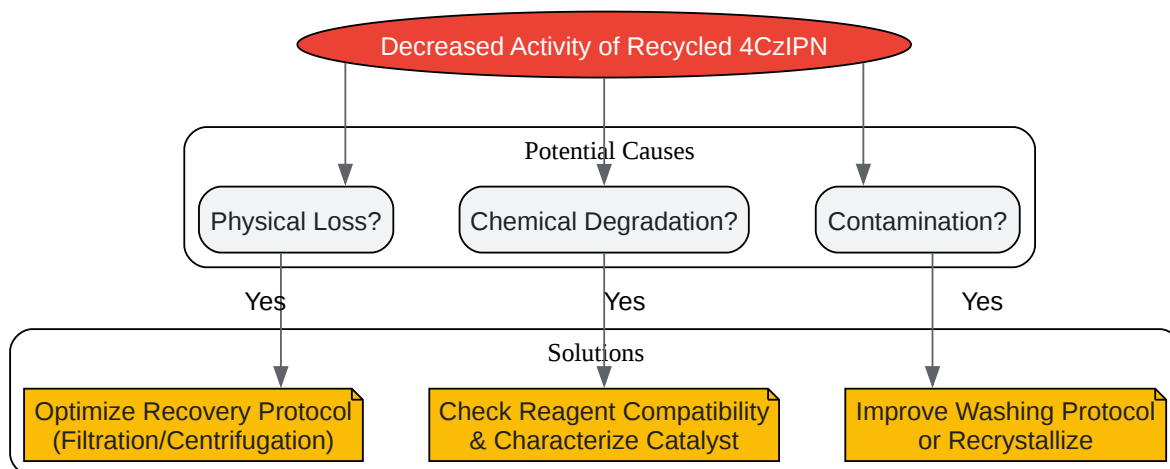 Decreased Activity of Recycled 4CzIPN
Potential Causes
Physical Loss?
Chemical Degradation?
Contamination?
Yes
Yes
Yes
Solutions
Optimize Recovery Protocol
(Filtration/Centrifugation)
Check Reagent Compatibility
& Characterize Catalyst
Improve Washing Protocol
or Recrystallize